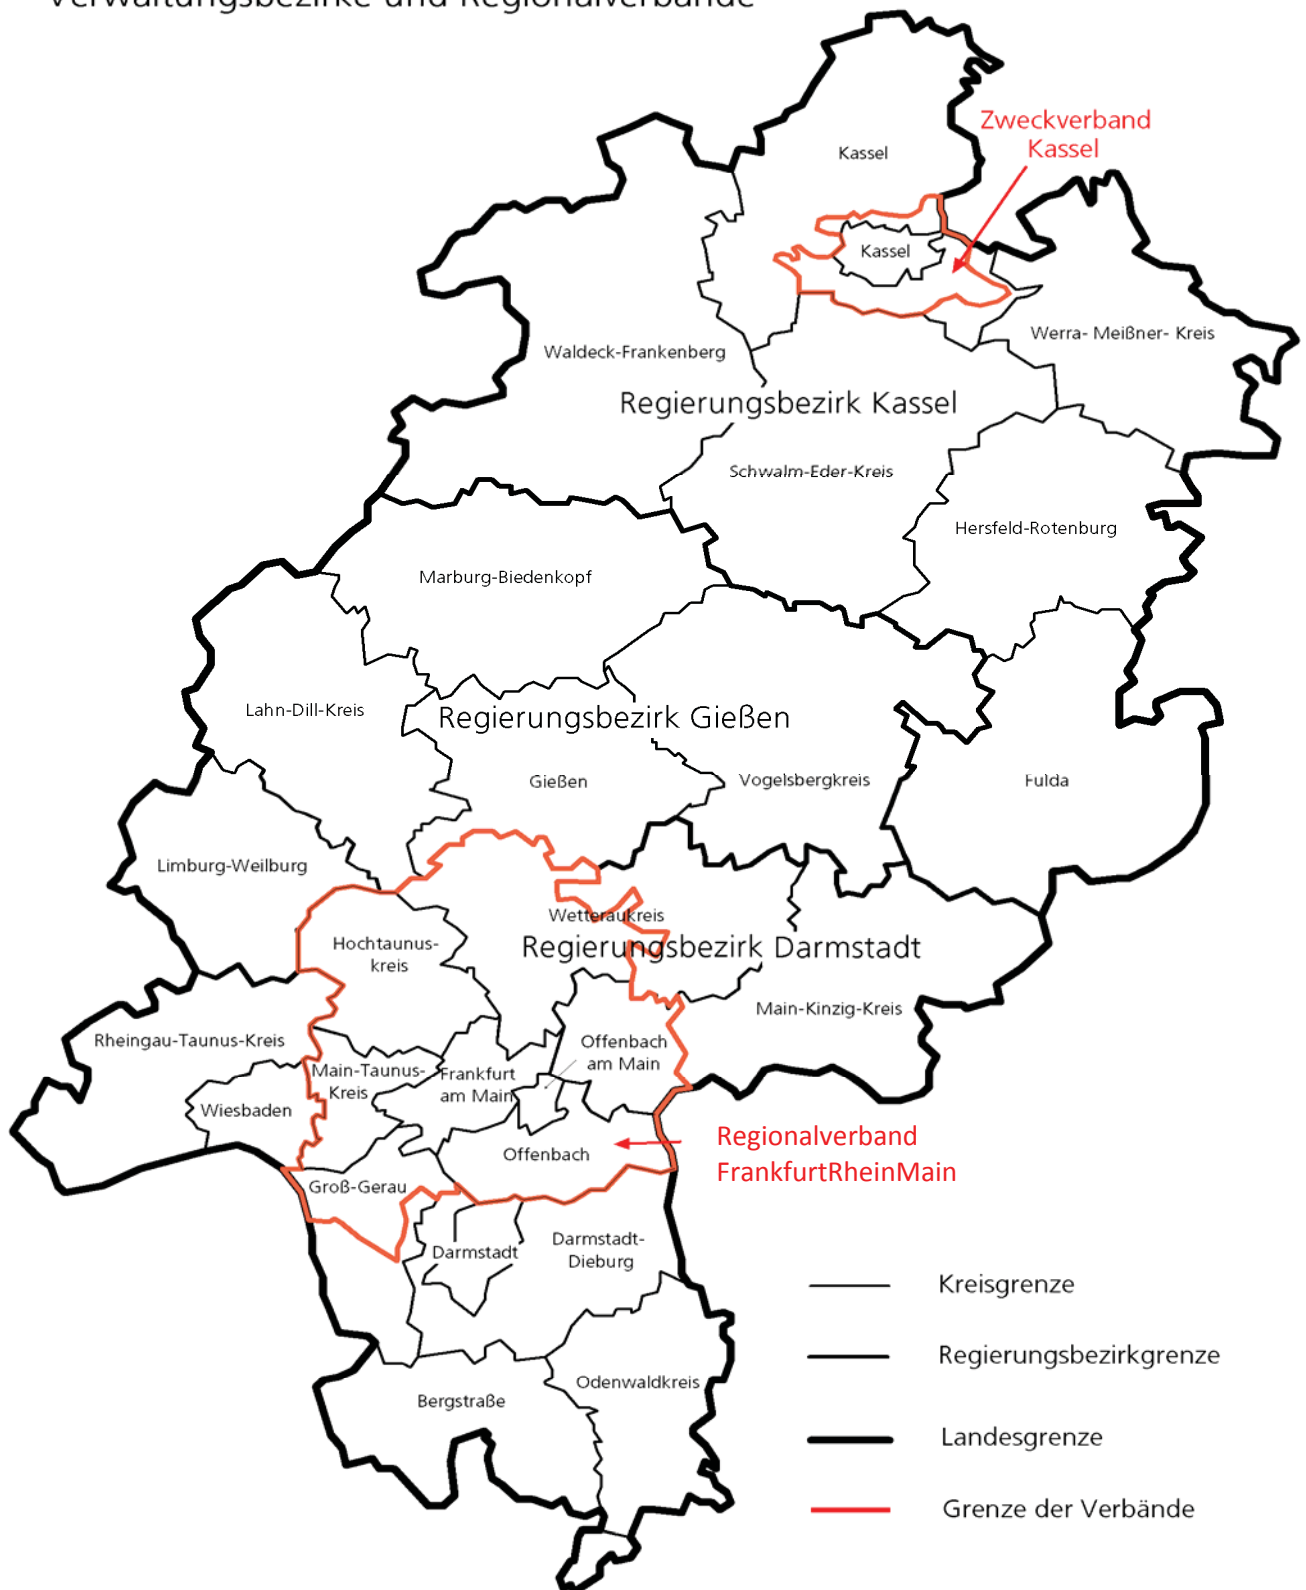 Verwaltungsbezirke und Regionalverbände
Zweckverband
Kassel
Kassel
Kassel
Werra- Meißner- Kreis
Waldeck-Frankenberg
Regierungsbezirk Kassel
Schwalm-Eder-Kreis
Hersfeld-Rotenburg
Marburg-Biedenkopf
Lahn-Dill-Kreis
Regierungsbezirk Gießen
Gießen
Vogelsbergkreis
Fulda
Limburg-Weilburg
Wetteraukreis
Hochtaunus-
kreis
Regierungsbezirk Darmstadt
Main-Kinzig-Kreis
Rheingau-Taunus-Kreis
Offenbach
am Main
Main-Taunus-
Kreis
Frankfurt
am Main
Wiesbaden
Regionalverband
FrankfurtRheinMain
Offenbach
Groß-Gerau
Darmstadt
Darmstadt-
Dieburg
Kreisgrenze
Regierungsbezirkgrenze
Odenwaldkreis
Bergstraße
Landesgrenze
Grenze der Verbände